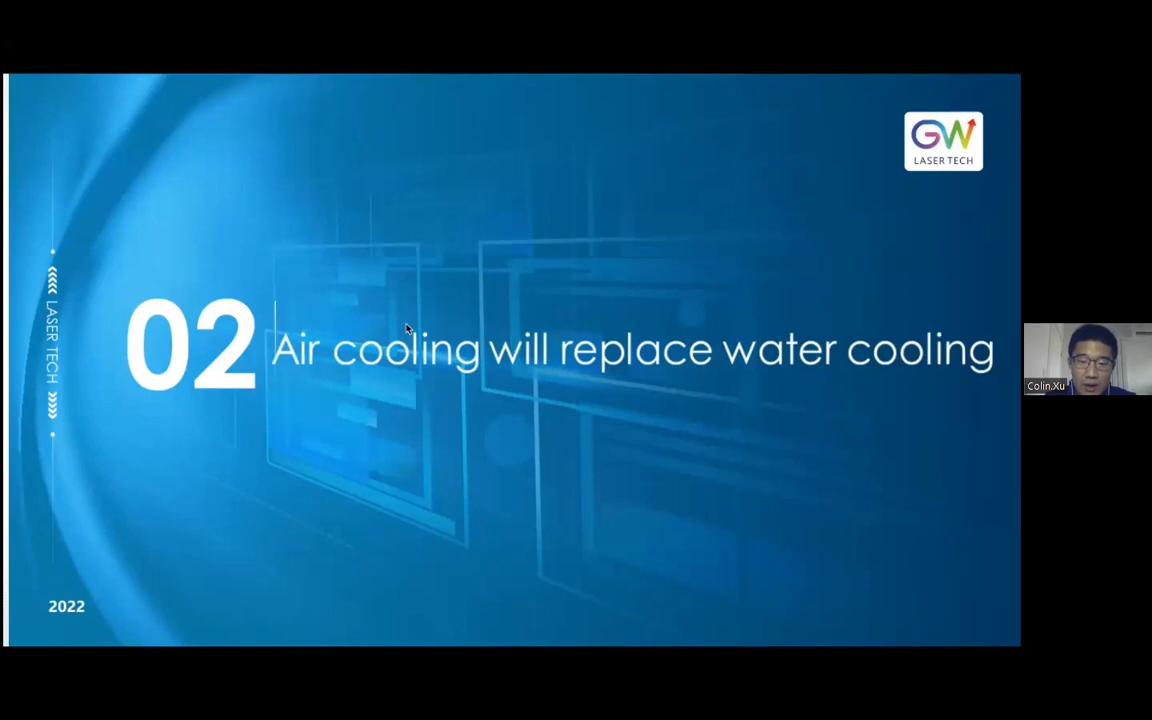 GW
LASER TECH
LASER TECH
02
Air cooling will replace water cooling
Colin.Xu
2022